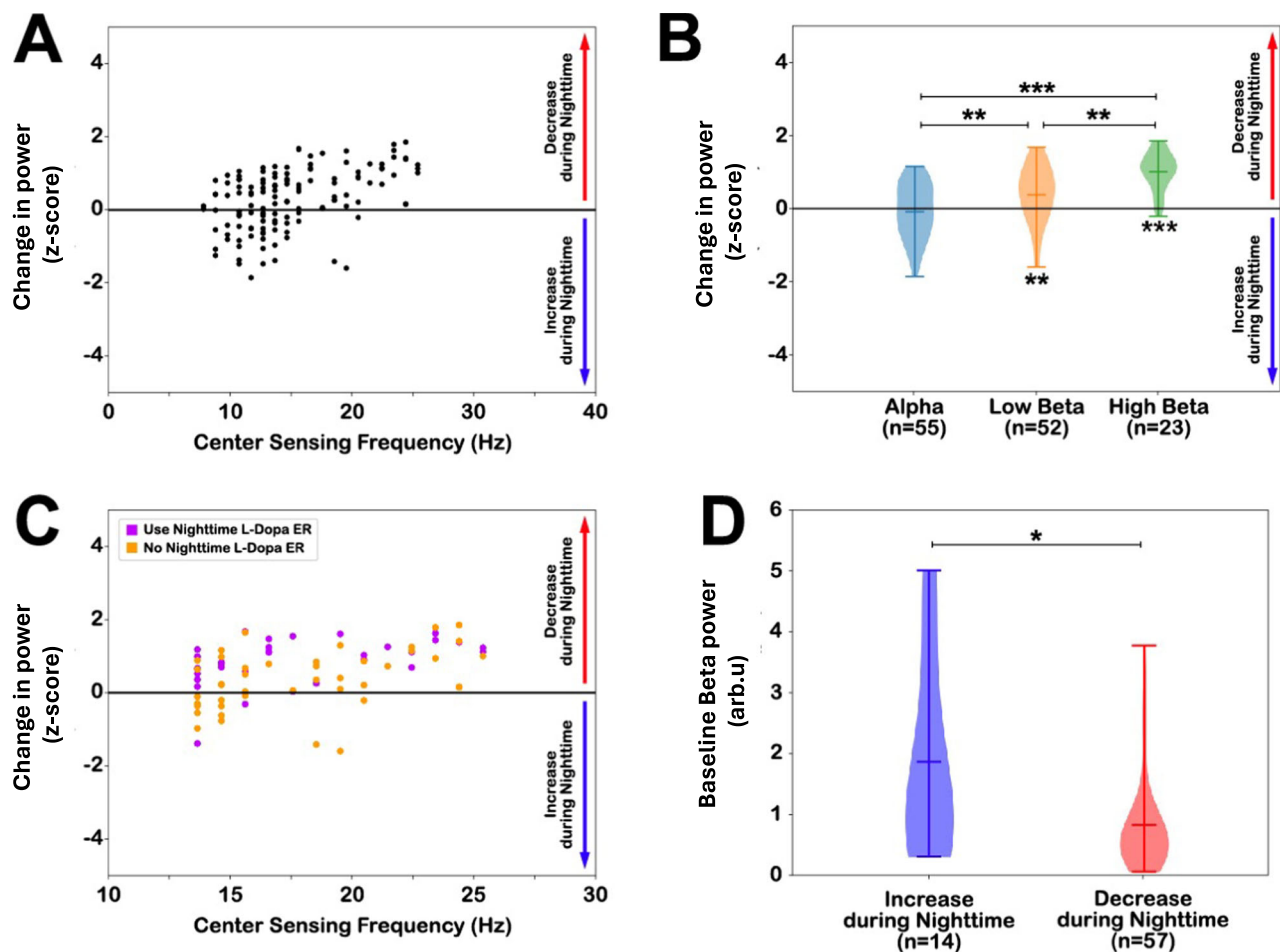 A
Change in power
(z-score)
4
2
0
-2
-4
Decrease
during Nighttime
Increase
during Nighttime
0
10
20
30
40
Center Sensing Frequency (Hz)
B
Change in power
(z-score)
4
2
0
-2
-4
***
**
**
**
***
Decrease
during Nighttime
Increase
during Nighttime
Alpha
(n=55)
Low Beta
(n=52)
High Beta
(n=23)
C
Change in power
(z-score)
4
2
0
-2
-4
Use Nighttime L-Dopa ER
No Nighttime L-Dopa ER
Decrease
during Nighttime
Increase
during Nighttime
10
15
20
25
30
Center Sensing Frequency (Hz)
D
Baseline Beta power
(arb.u)
6
5
4
3
2
1
0
*
Increase
during Nighttime
(n=14)
Decrease
during Nighttime
(n=57)